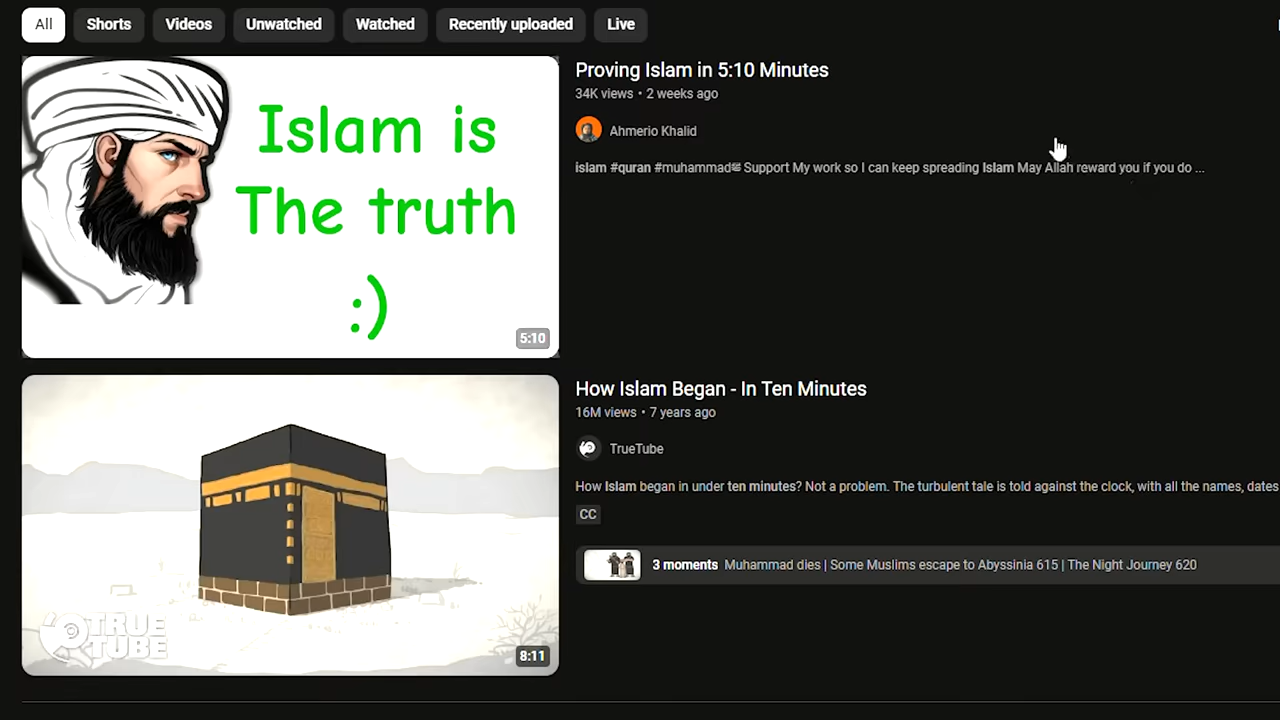 All
Shorts
Videos
Unwatched
Watched
Recently uploaded
Live
Islam is
The truth
:)
5:10
Proving Islam in 5:10 Minutes
34K views • 2 weeks ago
Ahmerio Khalid
islam #quran #muhammadﷺ Support My work so I can keep spreading Islam May Allah reward you if you do ...
TRUE
TUBE
8:11
How Islam Began - In Ten Minutes
16M views • 7 years ago
TrueTube
How Islam began in under ten minutes? Not a problem. The turbulent tale is told against the clock, with all the names, dates
CC
3 moments Muhammad dies | Some Muslims escape to Abyssinia 615 | The Night Journey 620